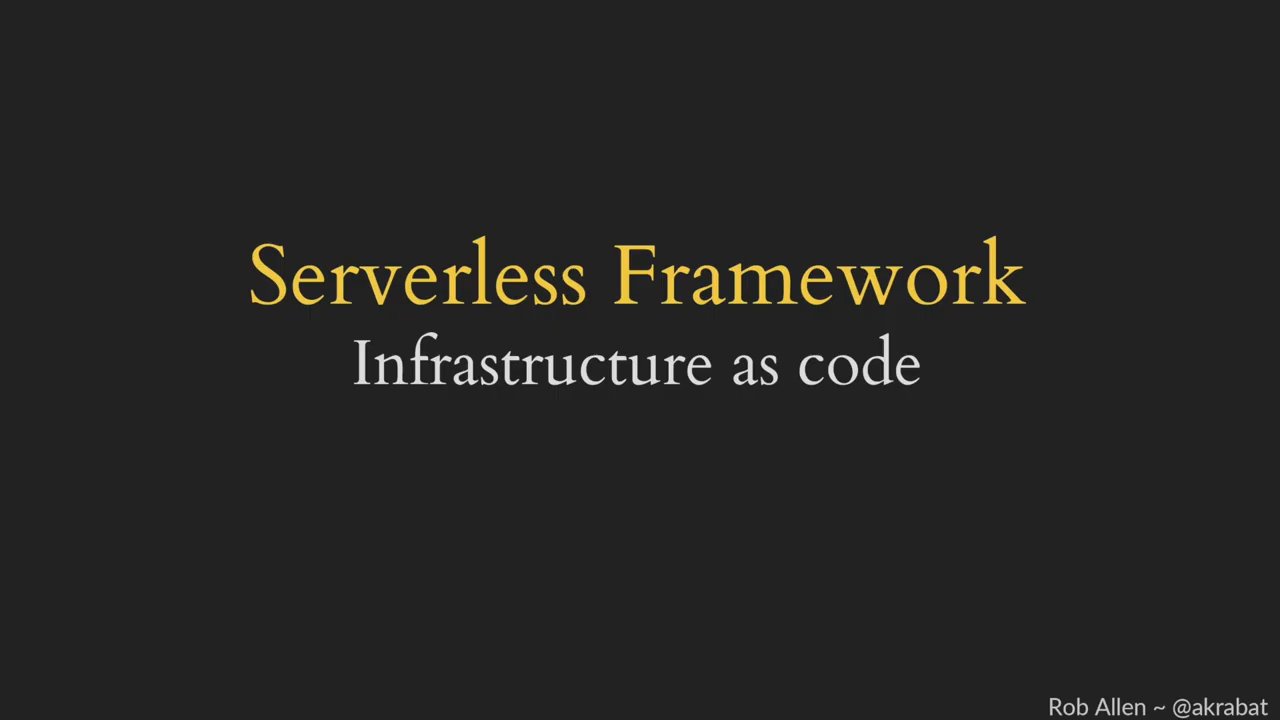 Serverless Framework
Infrastructure as code
Rob Allen ~ @akrabat